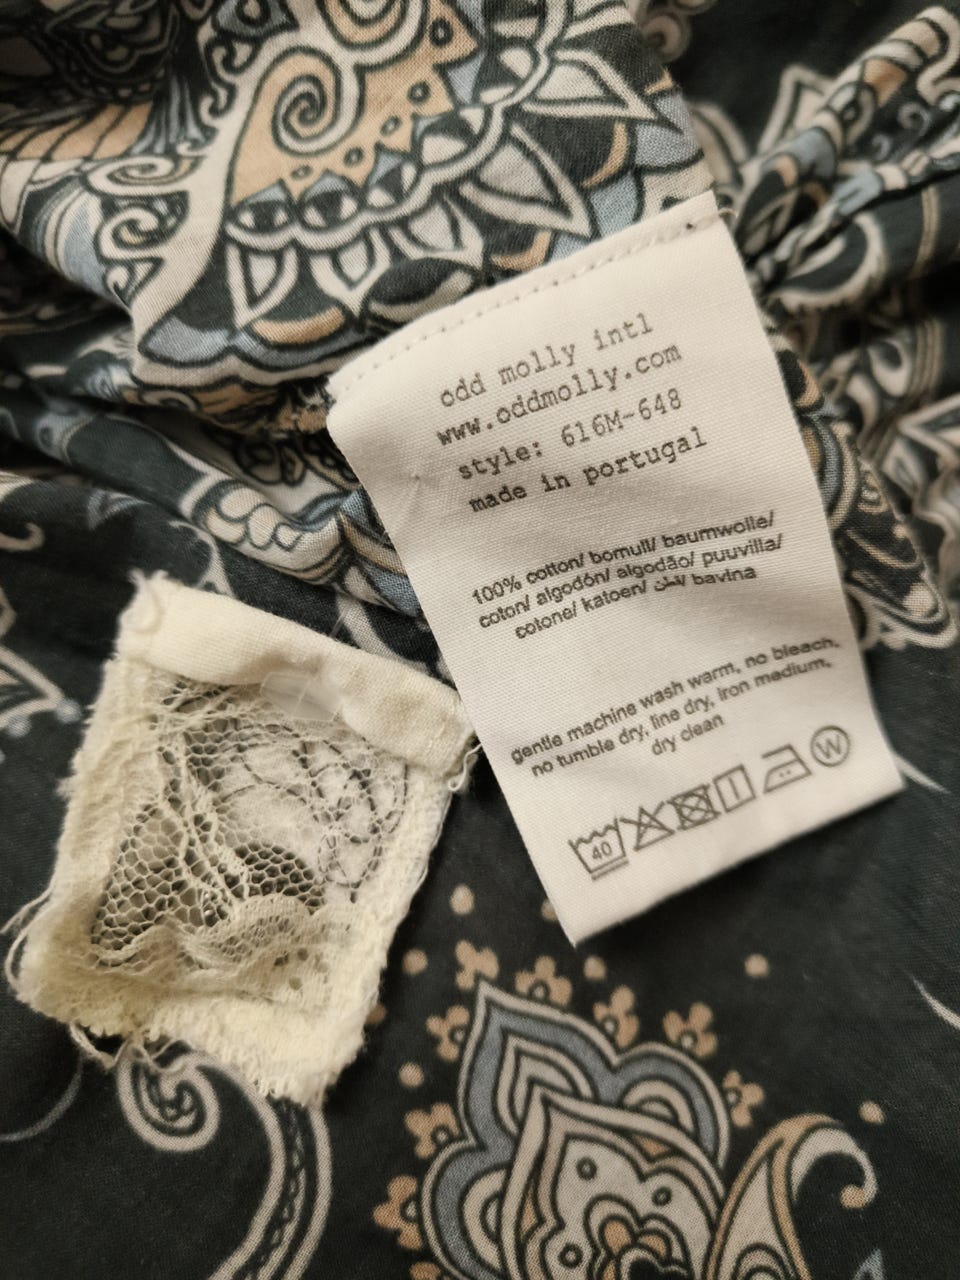 odd molly intl
www.oddmolly.com
style: 616M-648
made in portugal
100% cotton/ bomull/ baumwolle/
coton/ algodón/ algodão/ puuvilla/
cotone/ katoen/ پنبه‌ای/ bavlna
gentle machine wash warm, no bleach,
no tumble dry, line dry, iron medium,
dry clean
40
W